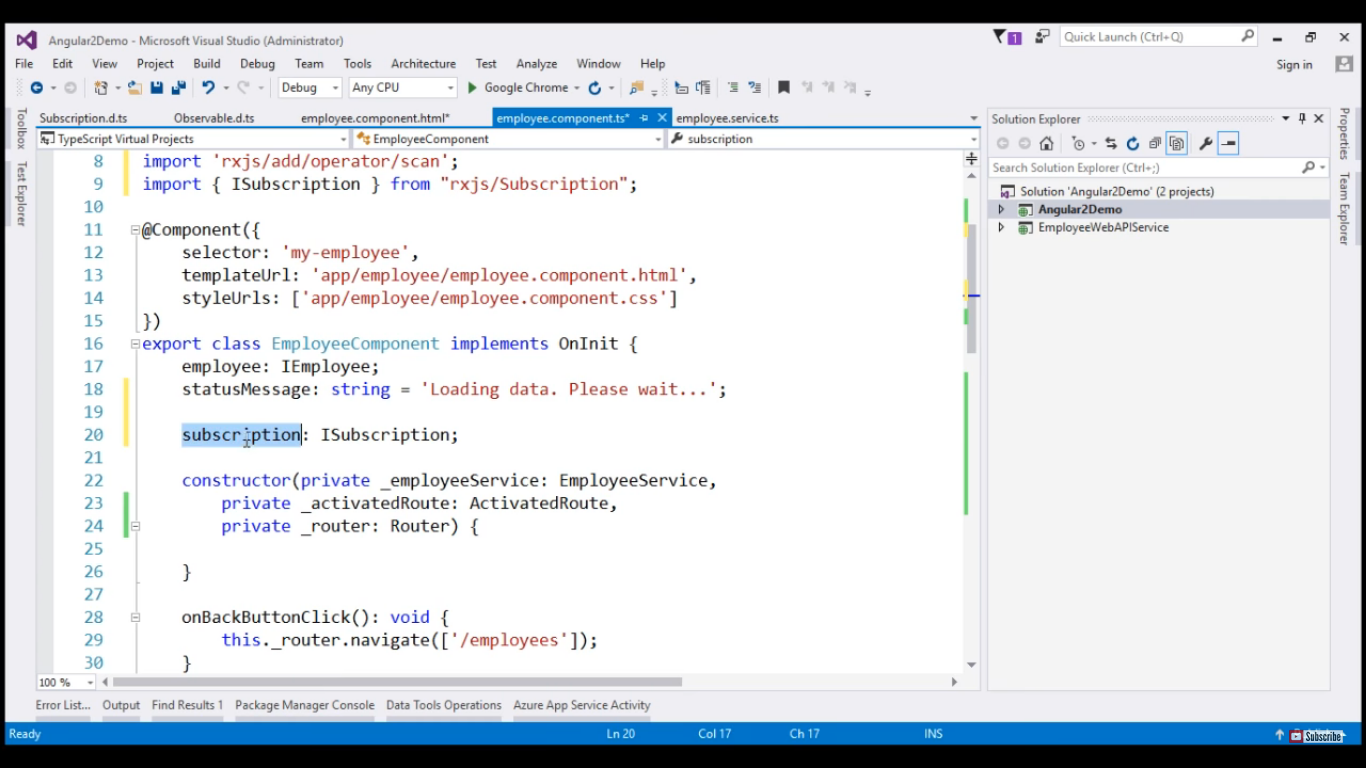 Angular2Demo - Microsoft Visual Studio (Administrator)
1
Quick Launch (Ctrl+Q)
File Edit View Project Build Debug Team Tools Architecture Test Analyze Window Help
Sign in
Debug Any CPU Google Chrome
Toolbox
Test Explorer
Subscription.d.ts Observable.d.ts employee.component.html* employee.component.ts* employee.service.ts
TypeScript Virtual Projects EmployeeComponent subscription
8 import 'rxjs/add/operator/scan';
9 import { ISubscription } from "rxjs/Subscription";
10
11 @Component({
12 selector: 'my-employee',
13 templateUrl: 'app/employee/employee.component.html',
14 styleUrls: ['app/employee/employee.component.css']
15 })
16 export class EmployeeComponent implements OnInit {
17 employee: IEmployee;
18 statusMessage: string = 'Loading data. Please wait...';
19
20 subscription: ISubscription;
21
22 constructor(private _employeeService: EmployeeService,
23 private _activatedRoute: ActivatedRoute,
24 private _router: Router) {
25
26 }
27
28 onBackButtonClick(): void {
29 this._router.navigate(['/employees']);
30 }
100 %
Solution Explorer
Search Solution Explorer (Ctrl+;)
Solution 'Angular2Demo' (2 projects)
Angular2Demo
EmployeeWebAPIService
Properties
Team Explorer
Error List... Output Find Results 1 Package Manager Console Data Tools Operations Azure App Service Activity
Ready Ln 20 Col 17 Ch 17 INS
Subscribe